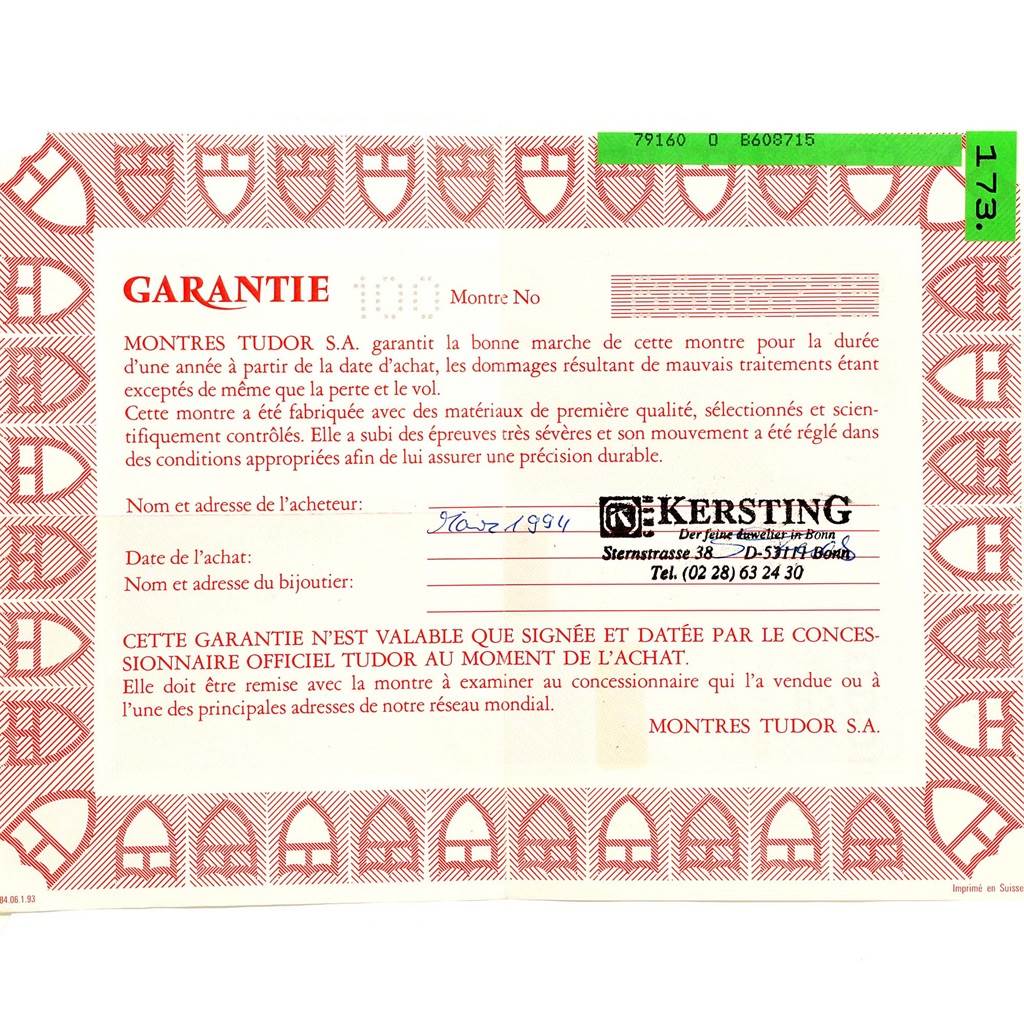 79160 0 B608715
173.
GARANTIE 100 Montre No
MONTRES TUDOR S.A. garantit la bonne marche de cette montre pour la durée
d'une année à partir de la date d'achat, les dommages résultant de mauvais traitements étant
exceptés de même que la perte et le vol.
Cette montre a été fabriquée avec des matériaux de première qualité, sélectionnés et scien-
tifiquement contrôlés. Elle a subi des épreuves très sévères et son mouvement a été réglé dans
des conditions appropriées afin de lui assurer une précision durable.
Nom et adresse de l'acheteur:
März 1994
KERSTING
Der feine Juwelier in Bonn
Sternstrasse 38 D-53111 Bonn
Tel. (02 28) 63 24 30
Date de l'achat:
Nom et adresse du bijoutier:
CETTE GARANTIE N'EST VALABLE QUE SIGNÉE ET DATÉE PAR LE CONCES-
SIONNAIRE OFFICIEL TUDOR AU MOMENT DE L'ACHAT.
Elle doit être remise avec la montre à examiner au concessionnaire qui l'a vendue ou à
l'une des principales adresses de notre réseau mondial.
MONTRES TUDOR S.A.
84.06.1.93
Imprimé en Suisse